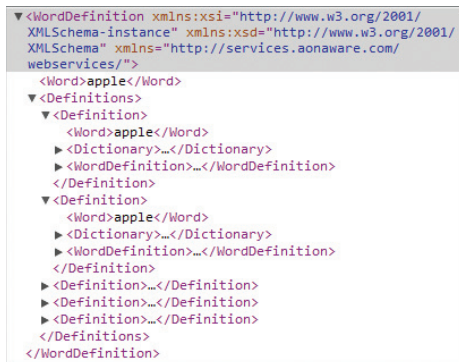 ▼<WordDefinition xmlns:xsi="http://www.w3.org/2001/
XMLSchema-instance" xmlns:xsd="http://www.w3.org/2001/
XMLSchema" xmlns="http://services.aonaware.com/
webservices/">
<Word>apple</Word>
▼<Definitions>
▼<Definition>
<Word>apple</Word>
▶<Dictionary>…</Dictionary>
▶<WordDefinition>…</WordDefinition>
</Definition>
▼<Definition>
<Word>apple</Word>
▶<Dictionary>…</Dictionary>
▶<WordDefinition>…</WordDefinition>
</Definition>
▶<Definition>…</Definition>
▶<Definition>…</Definition>
▶<Definition>…</Definition>
</Definitions>
</WordDefinition>